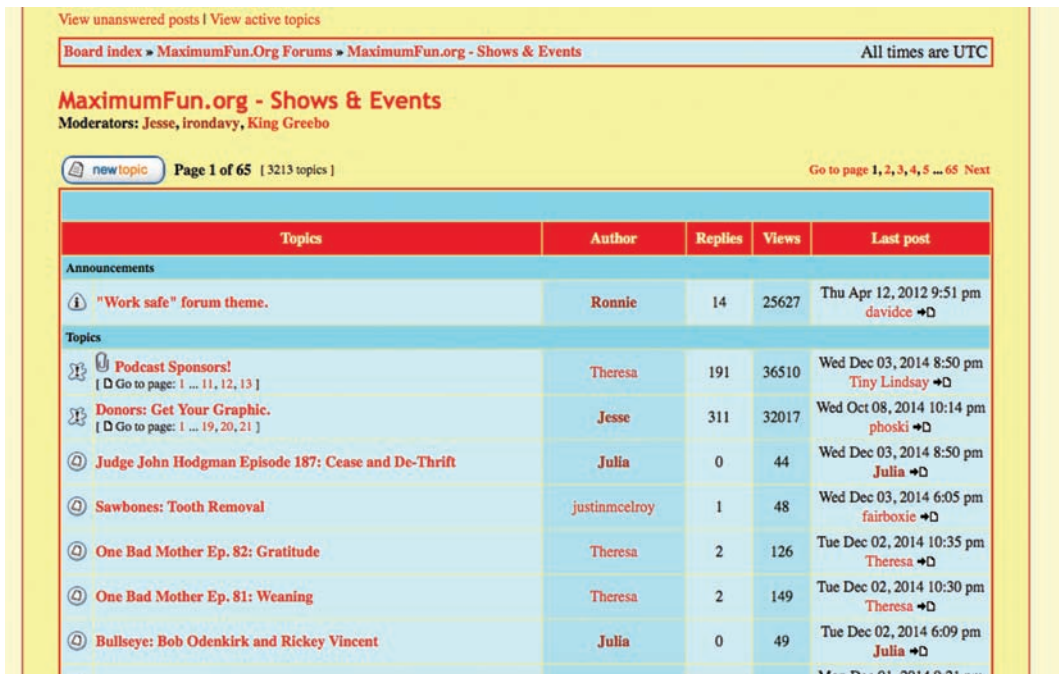 View unanswered posts | View active topics
Board index » MaximumFun.Org Forums » MaximumFun.org - Shows & Events All times are UTC
MaximumFun.org - Shows & Events
Moderators: Jesse, irondavy, King Greebo
newtopic Page 1 of 65 [ 3213 topics ] Go to page 1, 2, 3, 4, 5 ... 65 Next
Topics Author Replies Views Last post
Announcements
"Work safe" forum theme. Ronnie 14 25627 Thu Apr 12, 2012 9:51 pm
davidce
Topics
Podcast Sponsors! Theresa 191 36510 Wed Dec 03, 2014 8:50 pm
[ Go to page: 1 ... 11, 12, 13 ] Tiny Lindsay
Donors: Get Your Graphic. Jesse 311 32017 Wed Oct 08, 2014 10:14 pm
[ Go to page: 1 ... 19, 20, 21 ] phoski
Judge John Hodgman Episode 187: Cease and De-Thrift Julia 0 44 Wed Dec 03, 2014 8:50 pm
Julia
Sawbones: Tooth Removal justinmcelroy 1 48 Wed Dec 03, 2014 6:05 pm
fairboxie
One Bad Mother Ep. 82: Gratitude Theresa 2 126 Tue Dec 02, 2014 10:35 pm
Theresa
One Bad Mother Ep. 81: Weaning Theresa 2 149 Tue Dec 02, 2014 10:30 pm
Theresa
Bullseye: Bob Odenkirk and Rickey Vincent Julia 0 49 Tue Dec 02, 2014 6:09 pm
Julia